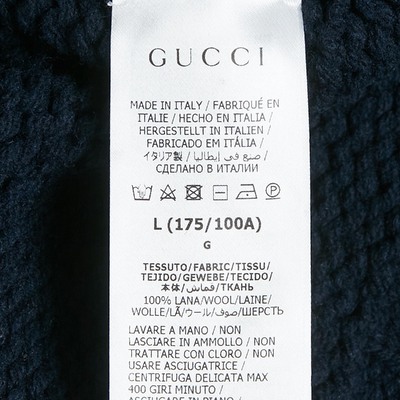 GUCCI
MADE IN ITALY / FABRIQUÉ EN
ITALIE / HECHO EN ITALIA /
HERGESTELLT IN ITALIEN /
FABRICADO EM ITÁLIA /
イタリア製 / صنع في إيطاليا /
СДЕЛАНО В ИТАЛИИ
L (175/100A)
G
TESSUTO/FABRIC/TISSU/
TEJIDO/GEWEBE/TECIDO/
本体/قماش/ТКАНЬ
100% LANA/WOOL/LAINE/
WOLLE/LÃ/ウール/صوف/ШЕРСТЬ
LAVARE A MANO / NON
LASCIARE IN AMMOLLO / NON
TRATTARE CON CLORO / NON
USARE ASCIUGATRICE /
CENTRIFUGA DELICATA MAX
400 GIRI MINUTO /
ASCIUGARE IN PIANO /